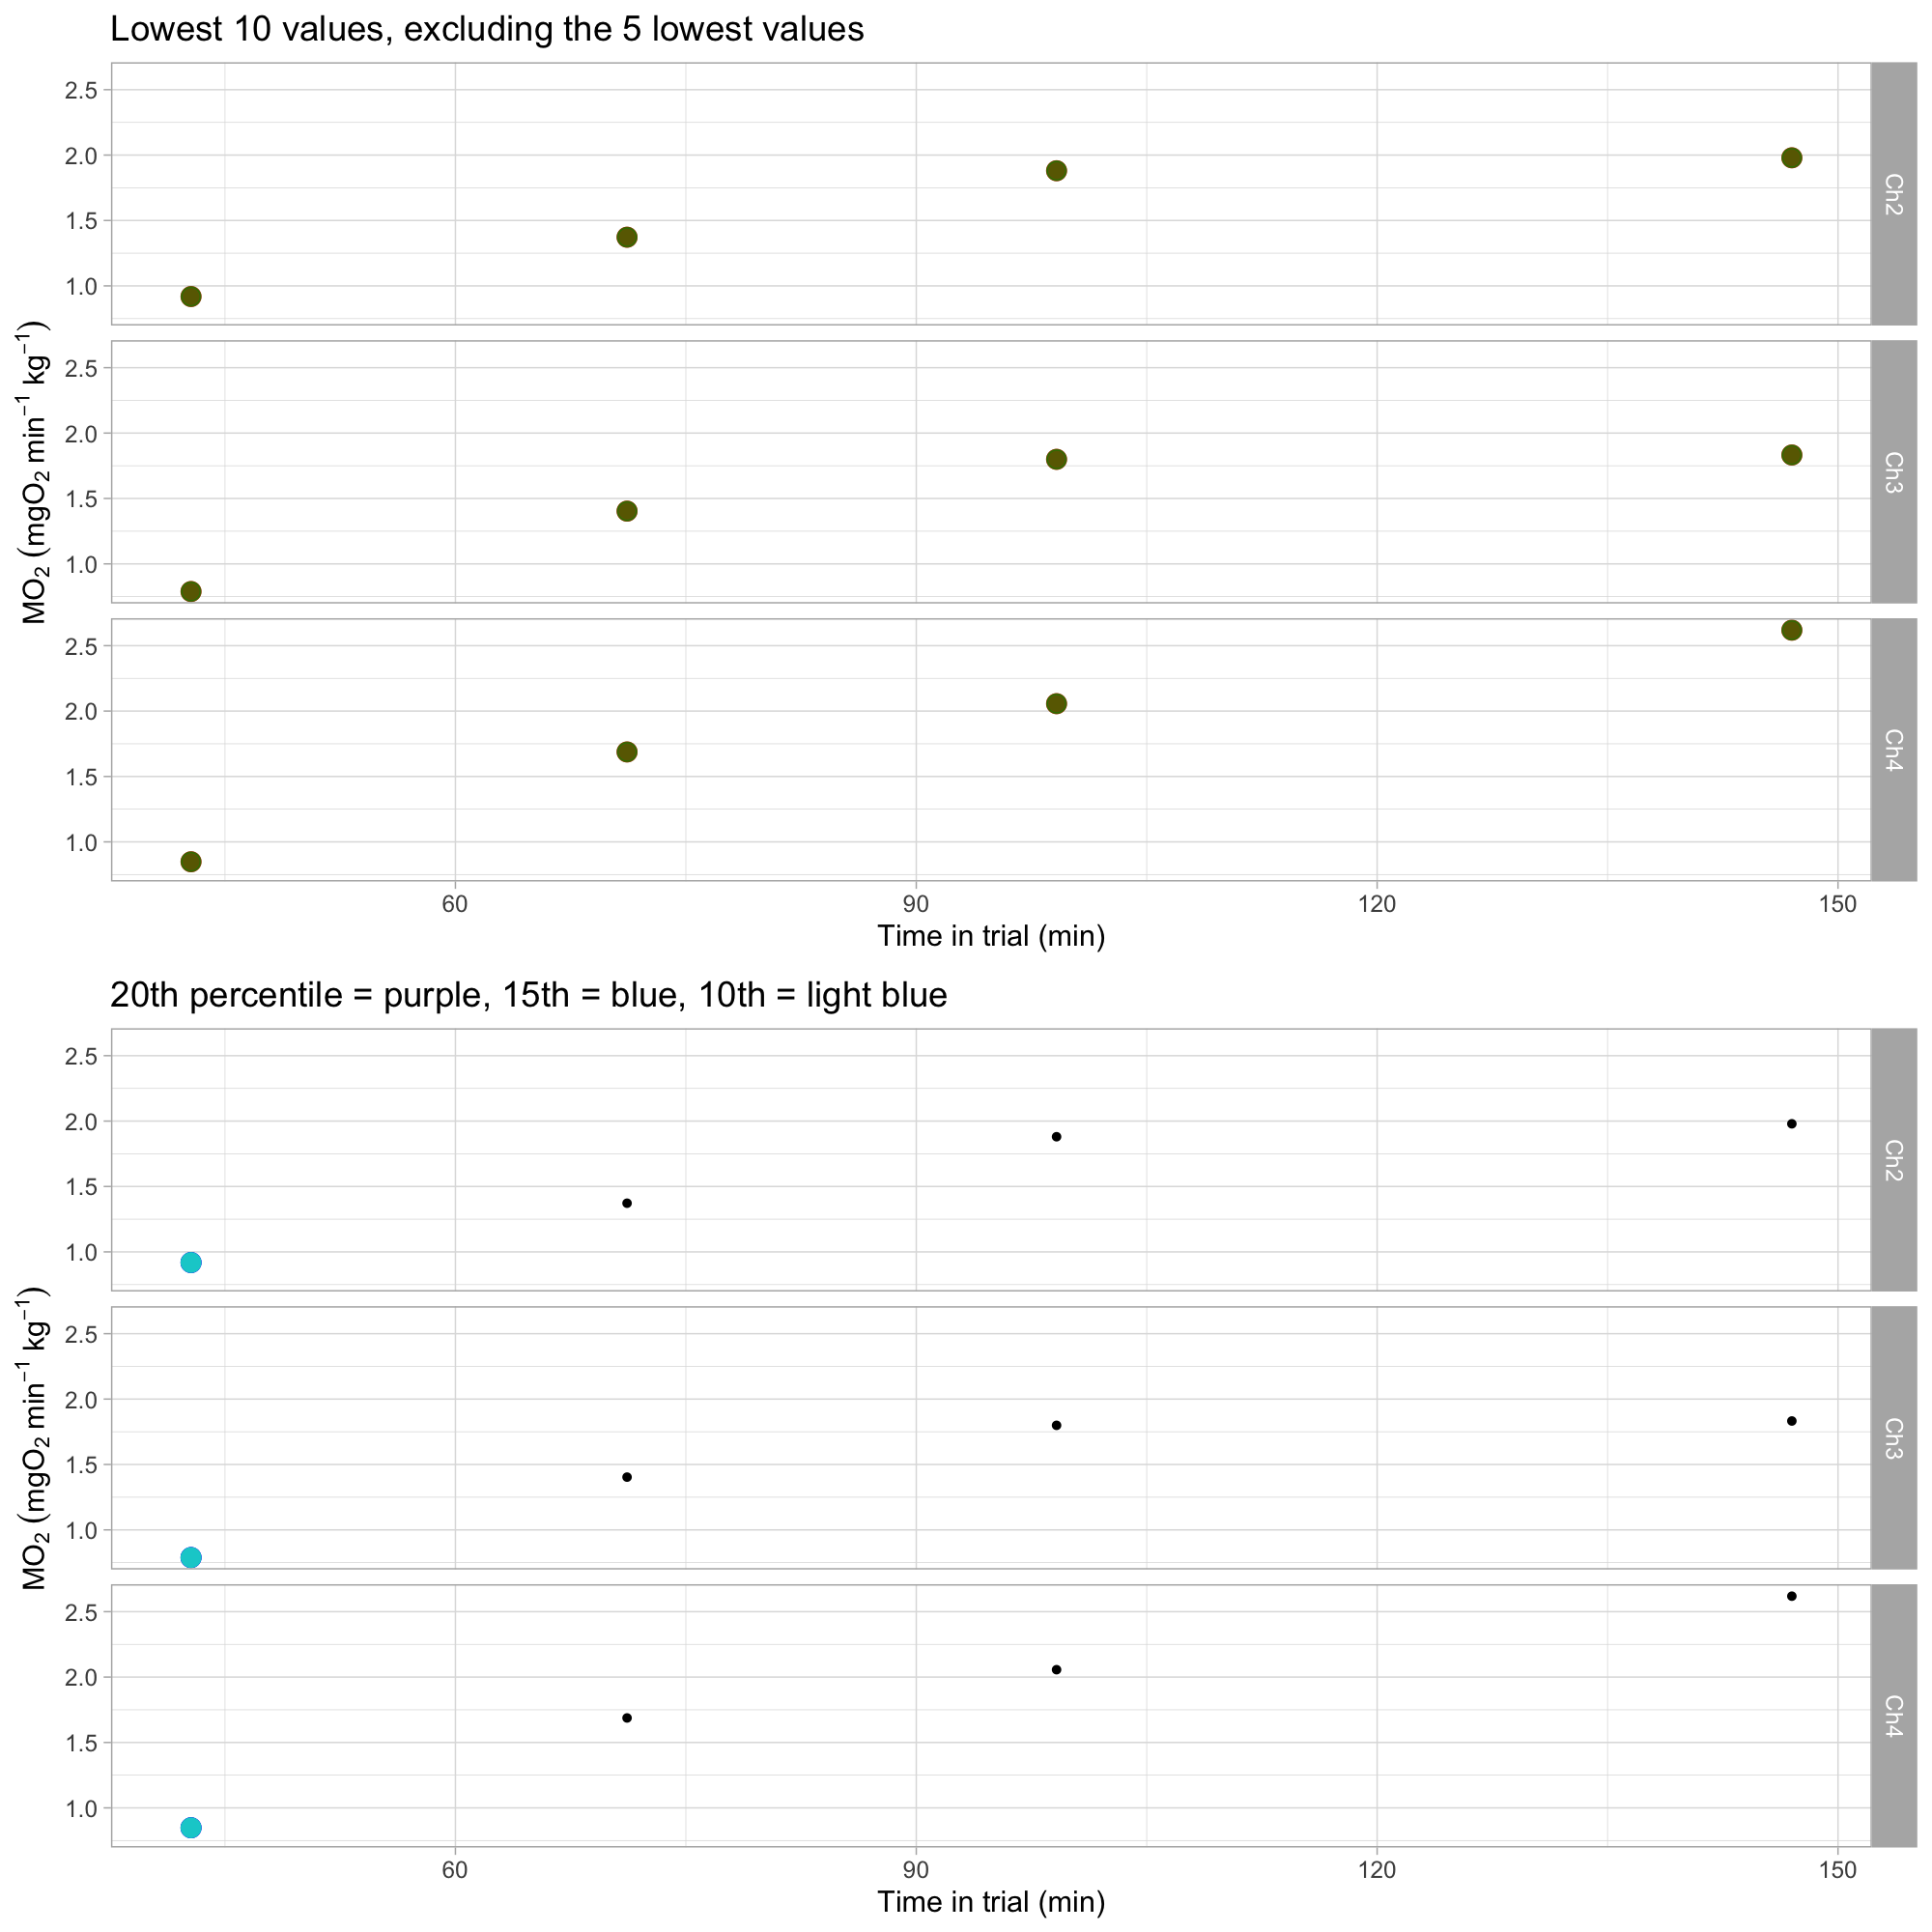 Lowest 10 values, excluding the 5 lowest values
2.5
2.0
1.5
1.0
Ch2
2.5
2.0
1.5
1.0
Ch3
2.5
2.0
1.5
1.0
Ch4
MO₂ (mgO₂ min⁻¹ kg⁻¹)
60 90 120 150
Time in trial (min)
20th percentile = purple, 15th = blue, 10th = light blue
2.5
2.0
1.5
1.0
Ch2
2.5
2.0
1.5
1.0
Ch3
2.5
2.0
1.5
1.0
Ch4
MO₂ (mgO₂ min⁻¹ kg⁻¹)
60 90 120 150
Time in trial (min)